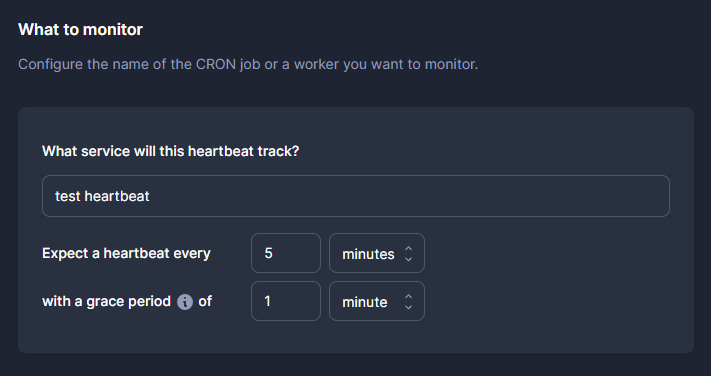 What to monitor
Configure the name of the CRON job or a worker you want to monitor.
What service will this heartbeat track?
test heartbeat
Expect a heartbeat every 5 minutes
with a grace period i of 1 minute